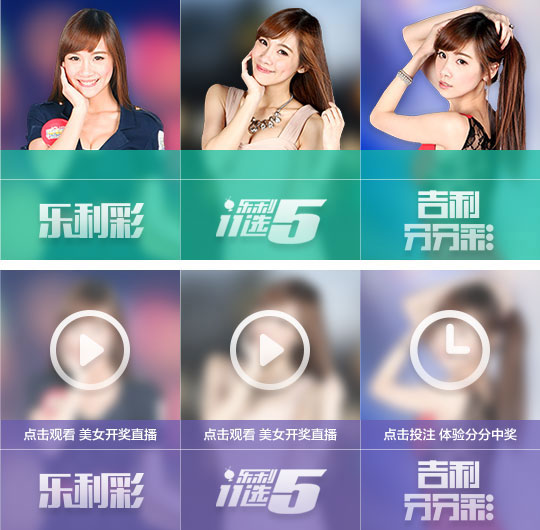 乐利彩
乐利
11选5
吉利
分分彩
点击观看 美女开奖直播
点击观看 美女开奖直播
点击投注 体验分分中奖
乐利彩
乐利
11选5
吉利
分分彩